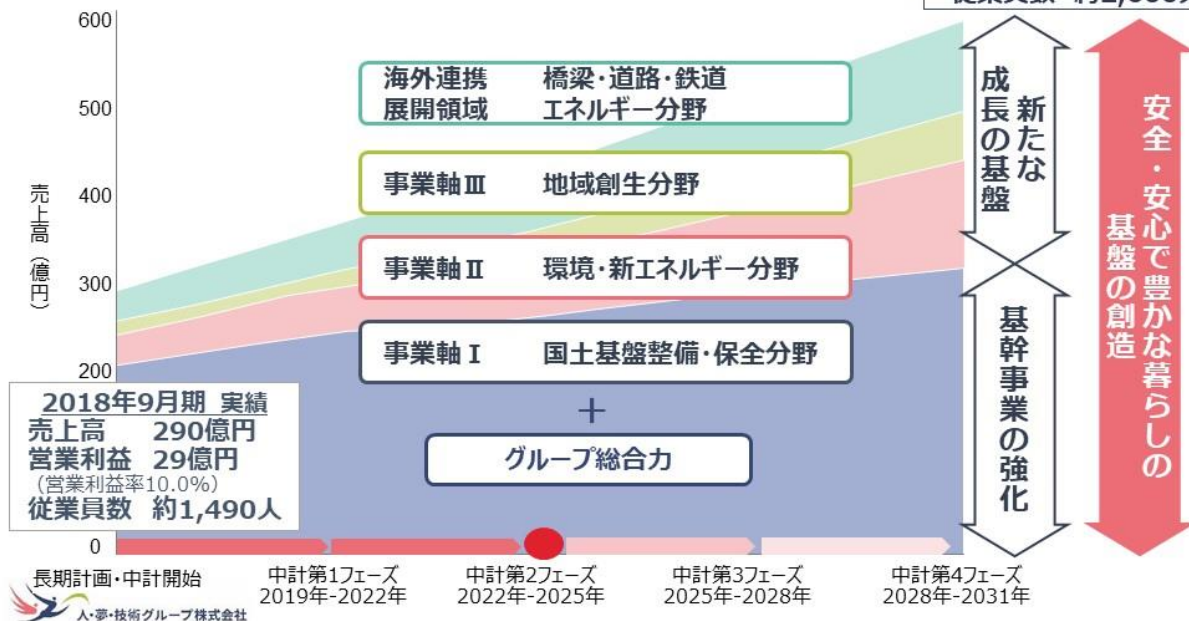 600
500
400
300
200
0
売上高（億円）
海外連携 橋梁・道路・鉄道
展開領域 エネルギー分野
事業軸Ⅲ 地域創生分野
事業軸Ⅱ 環境・新エネルギー分野
事業軸Ⅰ 国土基盤整備・保全分野
+
グループ総合力
2018年9月期 実績
売上高 290億円
営業利益 29億円
（営業利益率10.0%）
従業員数 約1,490人
新たな
成長の基盤
基幹事業の強化
安全・安心で豊かな暮らしの
基盤の創造
長期計画・中計開始
中計第1フェーズ
2019年-2022年
中計第2フェーズ
2022年-2025年
中計第3フェーズ
2025年-2028年
中計第4フェーズ
2028年-2031年
人・夢・技術グループ株式会社